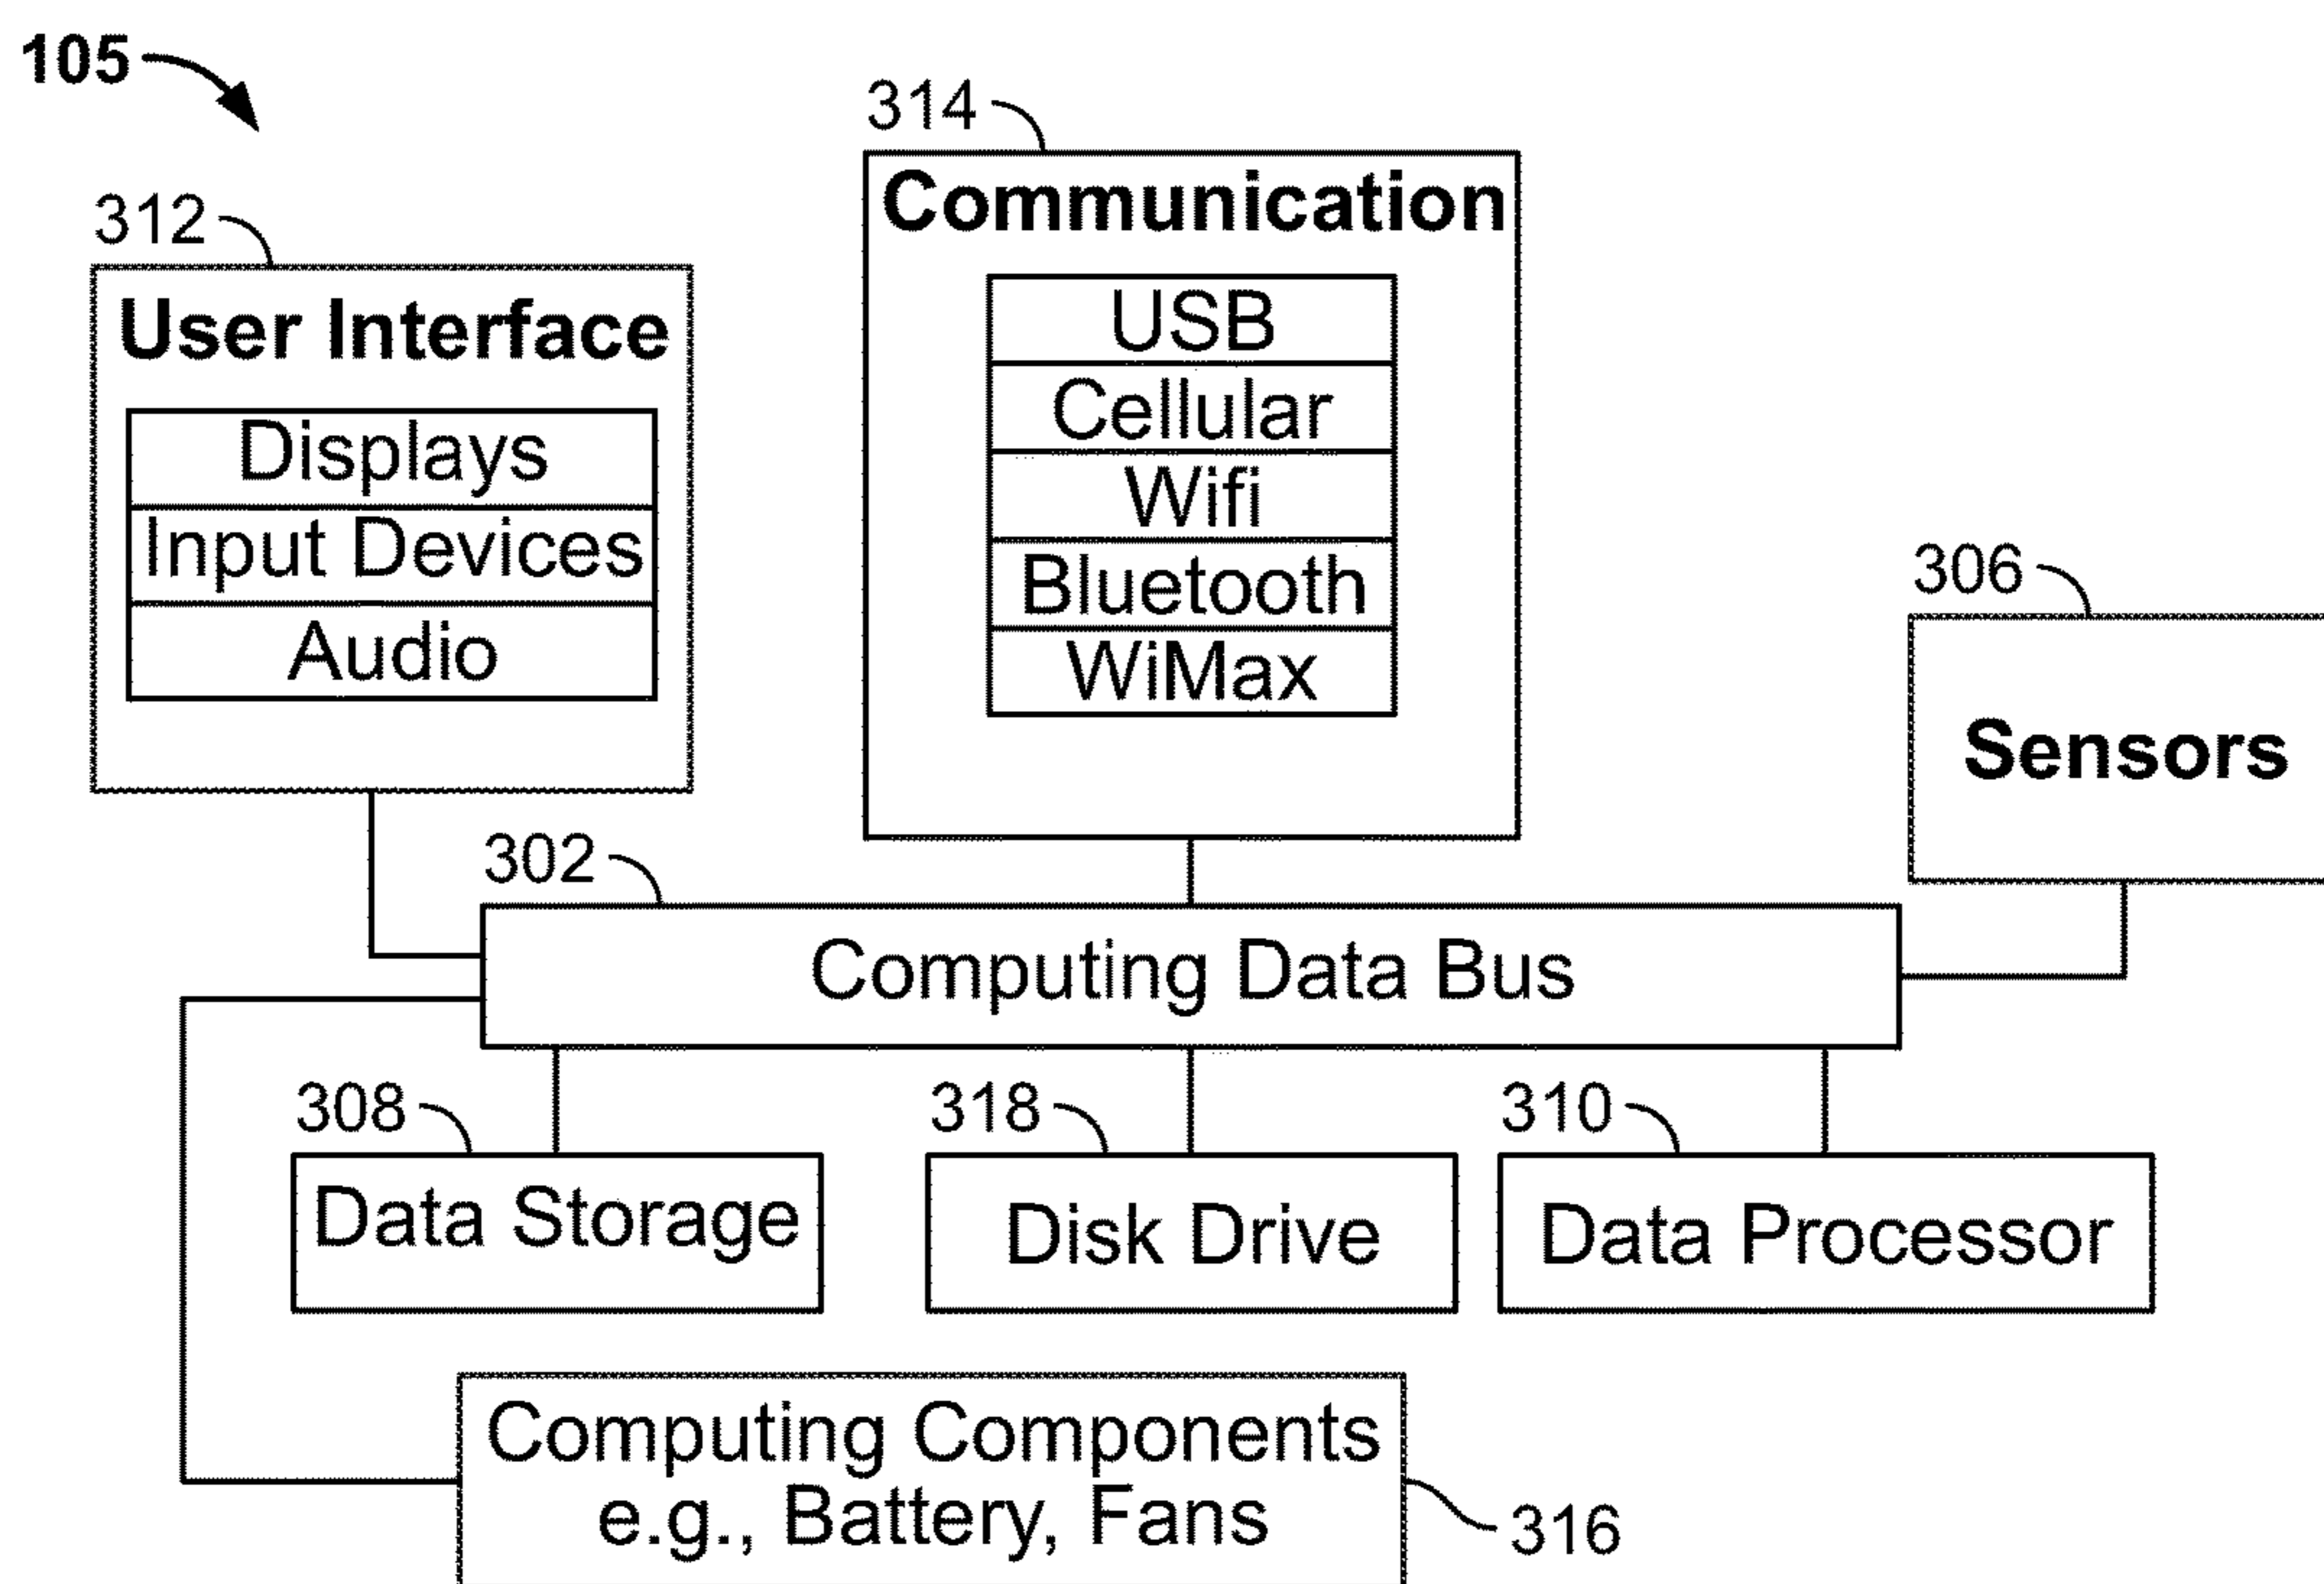 105
314
Communication
312
User Interface
USB
Cellular
Wifi
Bluetooth
WiMax
Displays
Input Devices
Audio
306
Sensors
302
Computing Data Bus
308
318
310
Data Storage
Disk Drive
Data Processor
Computing Components
e.g., Battery, Fans
316